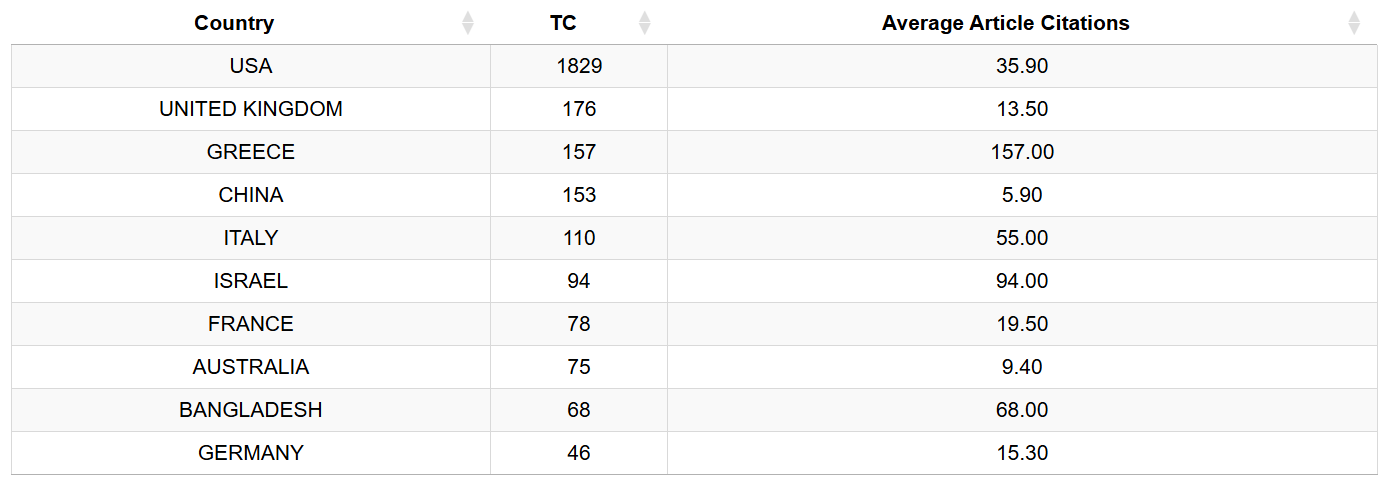 Country TC Average Article Citations
USA 1829 35.90
UNITED KINGDOM 176 13.50
GREECE 157 157.00
CHINA 153 5.90
ITALY 110 55.00
ISRAEL 94 94.00
FRANCE 78 19.50
AUSTRALIA 75 9.40
BANGLADESH 68 68.00
GERMANY 46 15.30